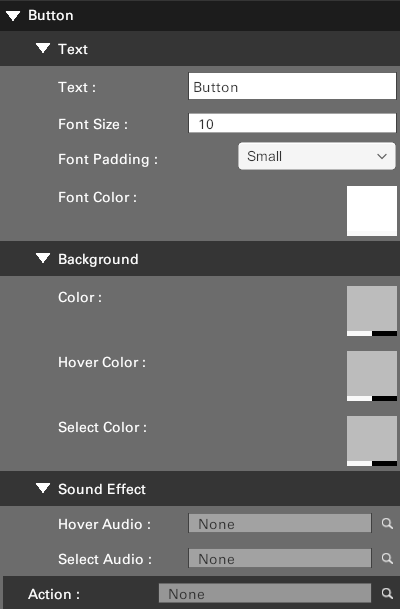 Button
Text
Text : Button
Font Size : 10
Font Padding : Small
Font Color :
Background
Color :
Hover Color :
Select Color :
Sound Effect
Hover Audio : None
Select Audio : None
Action : None